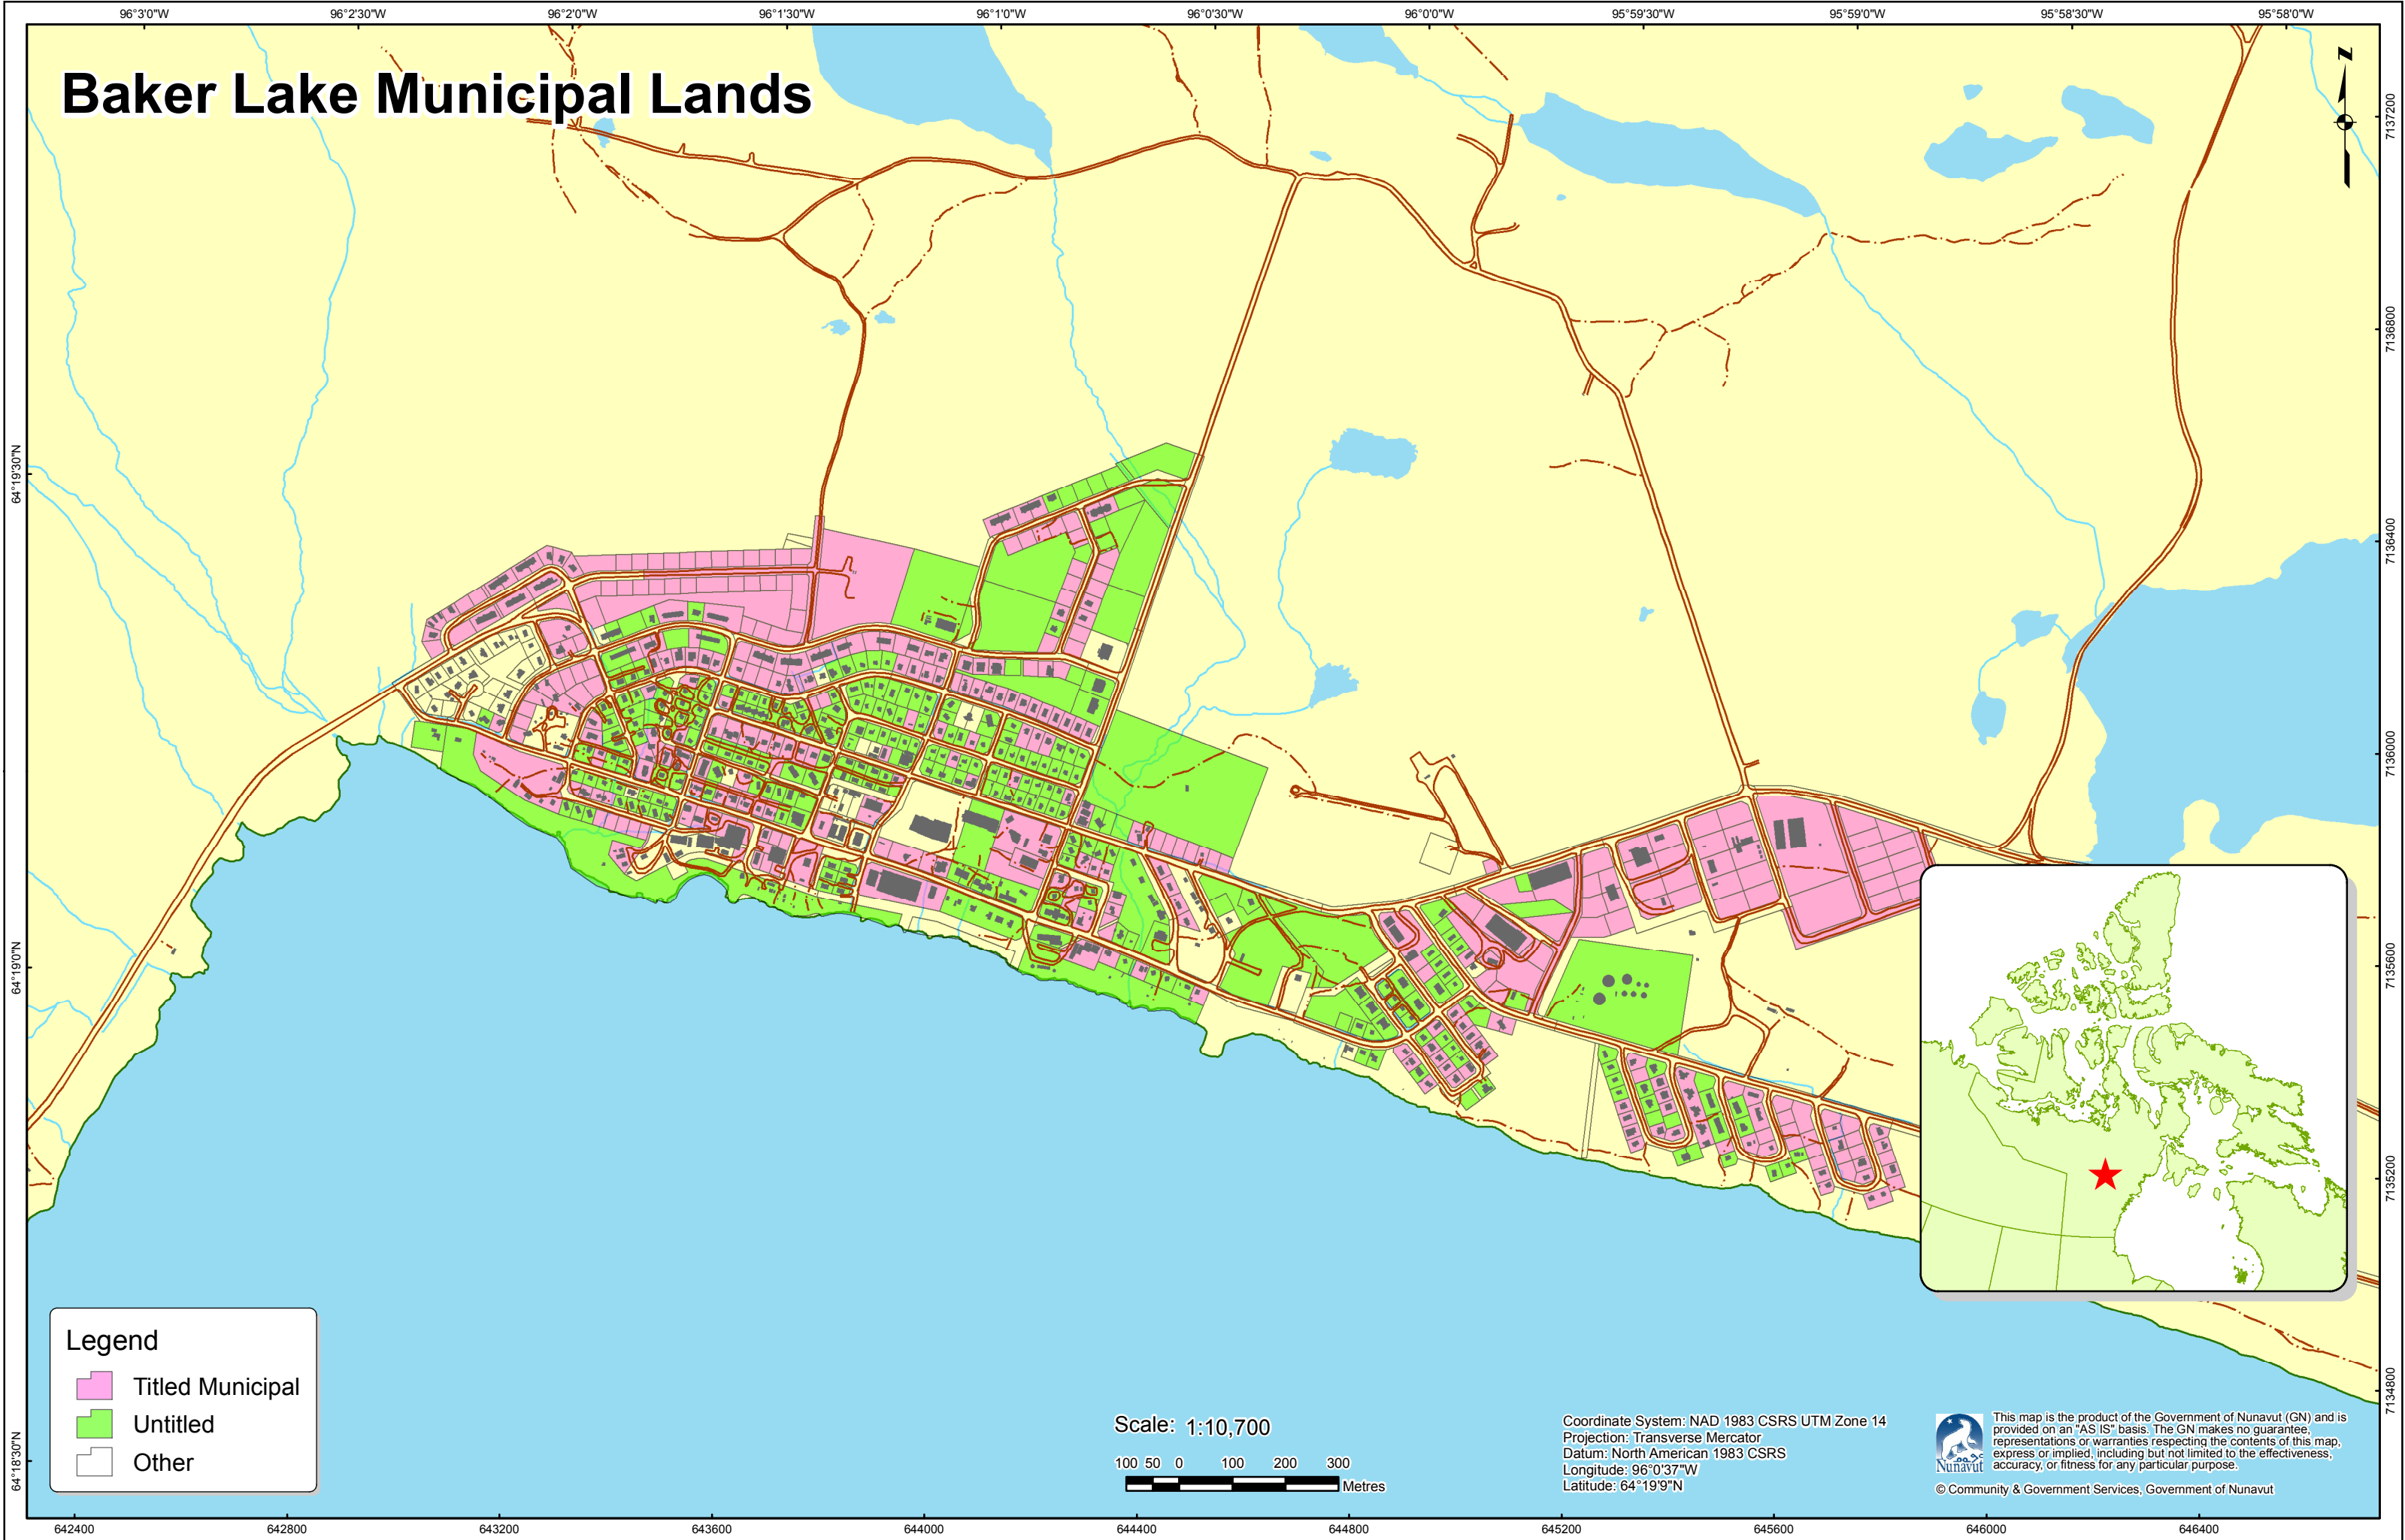 96°3'0"W 96°2'30"W 96°2'0"W 96°1'30"W 96°1'0"W 96°0'30"W 96°0'0"W 95°59'30"W 95°59'0"W 95°58'30"W 95°58'0"W
Baker Lake Municipal Lands
Z
7137200
7136800
64°19'30"N
7136400
7136000
64°19'0"N
7135600
7135200
7134800
64°18'30"N
Legend
Titled Municipal
Untitled
Other
Scale: 1:10,700
100 50 0 100 200 300
Metres
Coordinate System: NAD 1983 CSRS UTM Zone 14
Projection: Transverse Mercator
Datum: North American 1983 CSRS
Longitude: 96°0'37"W
Latitude: 64°19'9"N
Nunavut
This map is the product of the Government of Nunavut (GN) and is
provided on an "AS IS" basis. The GN makes no guarantee,
representations or warranties respecting the contents of this map,
express or implied, including but not limited to the effectiveness,
accuracy, or fitness for any particular purpose.
© Community & Government Services, Government of Nunavut
642400 642800 643200 643600 644000 644400 644800 645200 645600 646000 646400